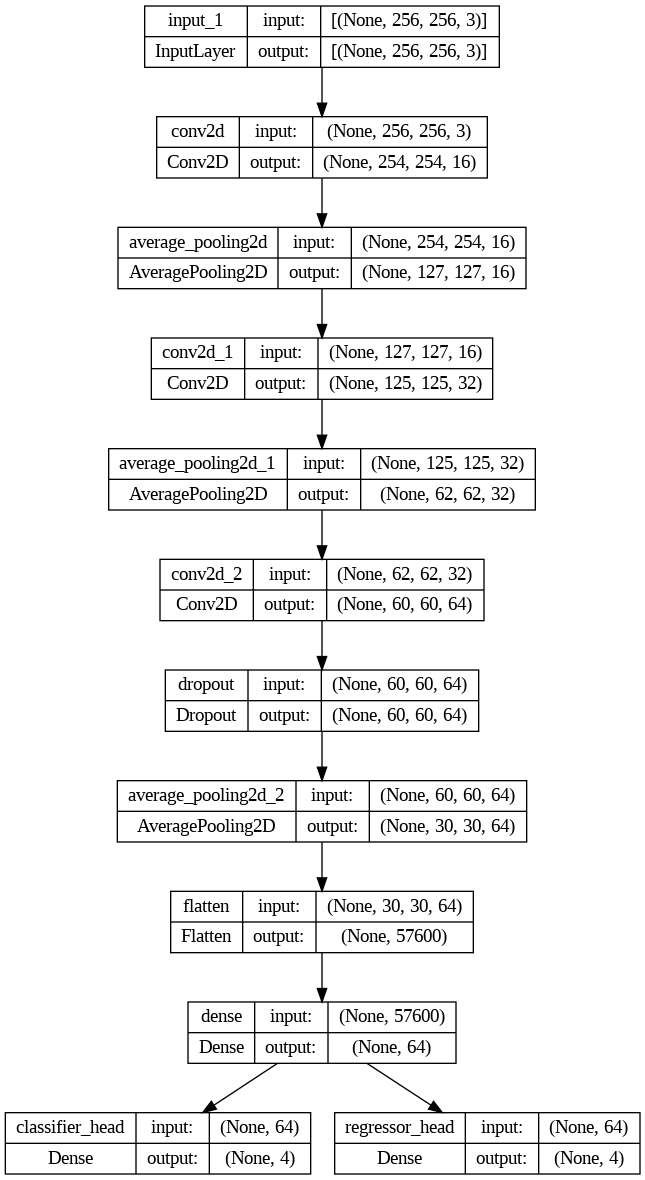 input_1 input: [(None, 256, 256, 3)]
InputLayer output: [(None, 256, 256, 3)]
conv2d input: (None, 256, 256, 3)
Conv2D output: (None, 254, 254, 16)
average_pooling2d input: (None, 254, 254, 16)
AveragePooling2D output: (None, 127, 127, 16)
conv2d_1 input: (None, 127, 127, 16)
Conv2D output: (None, 125, 125, 32)
average_pooling2d_1 input: (None, 125, 125, 32)
AveragePooling2D output: (None, 62, 62, 32)
conv2d_2 input: (None, 62, 62, 32)
Conv2D output: (None, 60, 60, 64)
dropout input: (None, 60, 60, 64)
Dropout output: (None, 60, 60, 64)
average_pooling2d_2 input: (None, 60, 60, 64)
AveragePooling2D output: (None, 30, 30, 64)
flatten input: (None, 30, 30, 64)
Flatten output: (None, 57600)
dense input: (None, 57600)
Dense output: (None, 64)
classifier_head input: (None, 64)
Dense output: (None, 4)
regressor_head input: (None, 64)
Dense output: (None, 4)